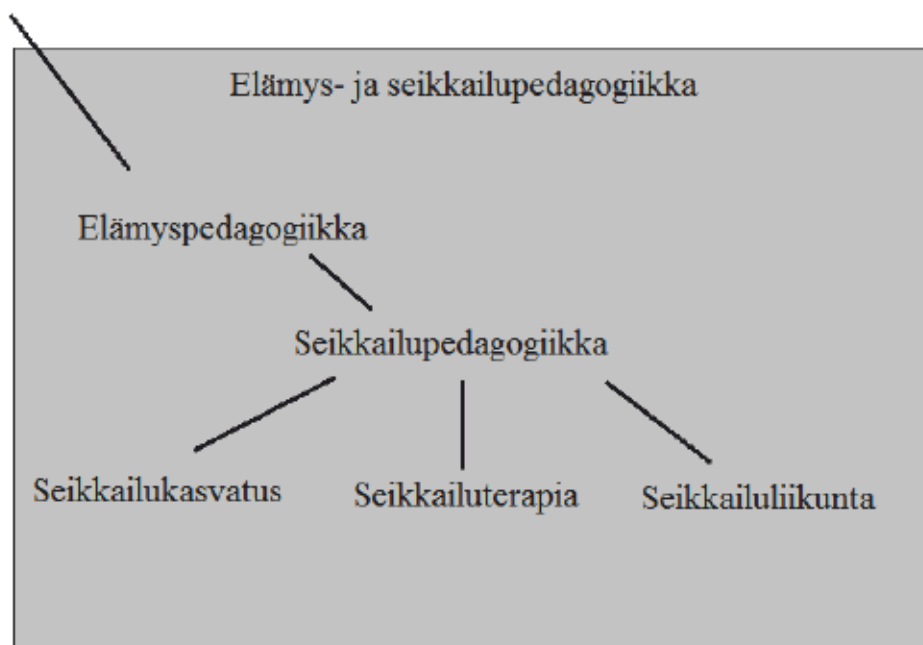 Elämys- ja seikkailupedagogiikka
Elämyspedagogiikka
Seikkailupedagogiikka
Seikkailukasvatus
Seikkailuterapia
Seikkailuliikunta